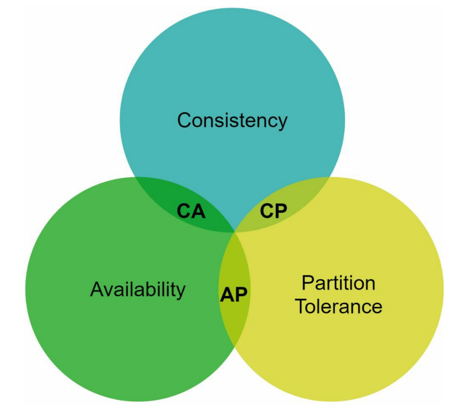 Consistency
CA
CP
Availability
AP
Partition
Tolerance